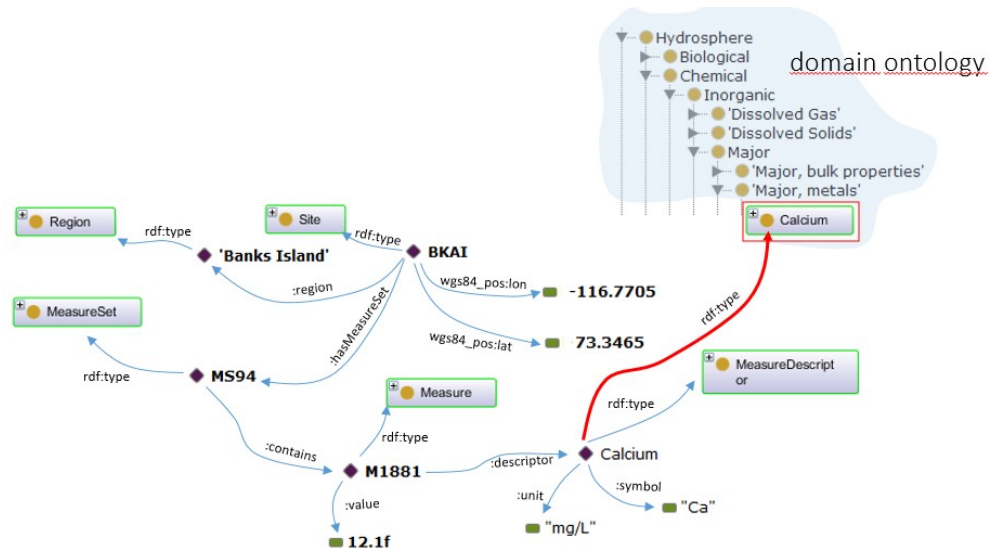 Hydrosphere
domain ontology
Biological
Chemical
Inorganic
'Dissolved Gas'
'Dissolved Solids'
Major
'Major, bulk properties'
'Major, metals'
Calcium
Region
Site
rdf:type
rdf:type
'Banks Island'
BKAI
:region
wgs84_pos:lon
-116.7705
rdf:type
MeasureSet
:hasMeasureSet
wgs84_pos:lat
73.3465
rdf:type
MS94
Measure
MeasureDescript
or
rdf:type
rdf:type
:contains
M1881
:descriptor
Calcium
:value
:unit
:symbol
"Ca"
12.1f
"mg/L"